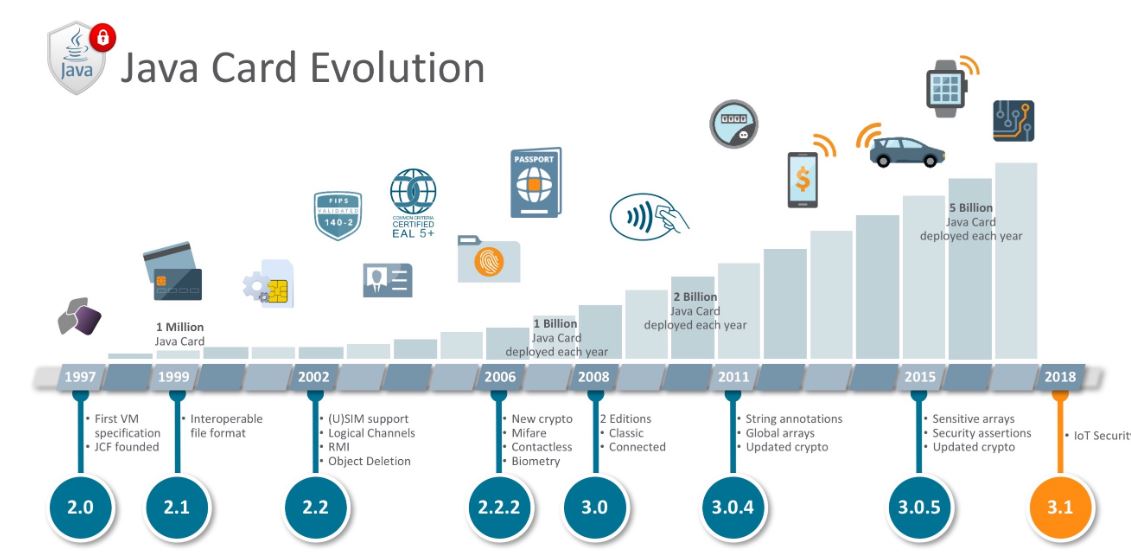 Java
Java Card Evolution
PASSPORT
FIPS
VALIDATED
140-2
COMMON CRITERIA
CERTIFIED
EAL 5+
0000
$
1 Million
Java Card
1 Billion
Java Card
deployed each year
2 Billion
Java Card
deployed each year
5 Billion
Java Card
deployed each year
1997
1999
2002
2006
2008
2011
2015
2018
• First VM
specification
• JCF founded
• Interoperable
file format
• (U)SIM support
• Logical Channels
• RMI
• Object Deletion
• New crypto
• Mifare
• Contactless
• Biometry
2 Editions
• Classic
• Connected
• String annotations
• Global arrays
• Updated crypto
• Sensitive arrays
• Security assertions
• Updated crypto
• IoT Security
2.0
2.1
2.2
2.2.2
3.0
3.0.4
3.0.5
3.1